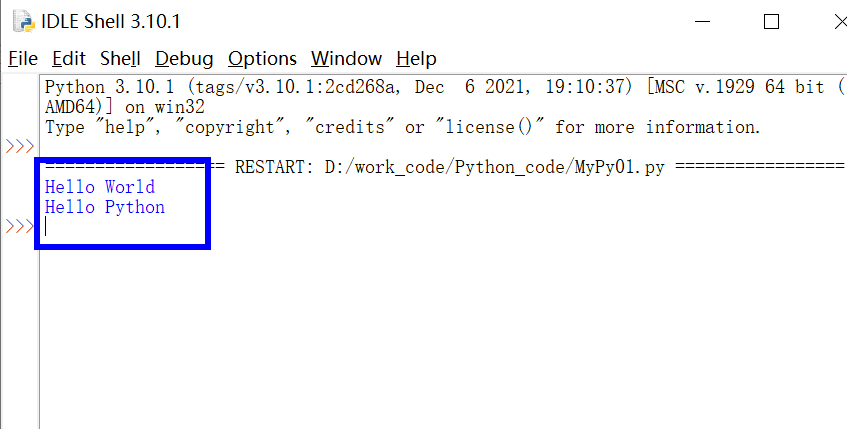 IDLE Shell 3.10.1
File Edit Shell Debug Options Window Help
Python 3.10.1 (tags/v3.10.1:2cd268a, Dec  6 2021, 19:10:37) [MSC v.1929 64 bit (
AMD64)] on win32
Type "help", "copyright", "credits" or "license()" for more information.
>>>
================== RESTART: D:/work_code/Python_code/MyPy01.py =================
Hello World
Hello Python
>>>